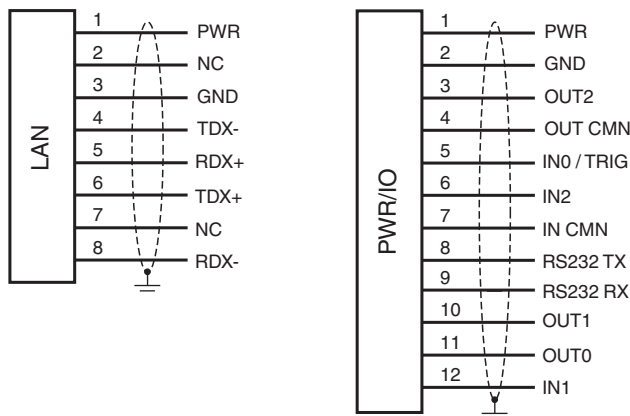 LAN
1 PWR
2 NC
3 GND
4 TDX-
5 RDX+
6 TDX+
7 NC
8 RDX-
PWR/IO
1 PWR
2 GND
3 OUT2
4 OUT CMN
5 IN0 / TRIG
6 IN2
7 IN CMN
8 RS232 TX
9 RS232 RX
10 OUT1
11 OUT0
12 IN1